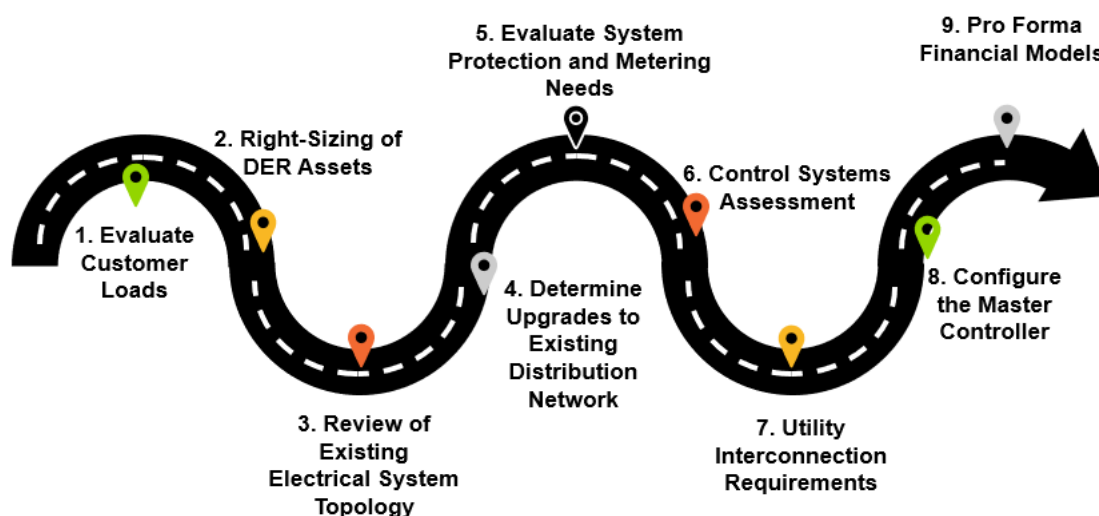 1. Evaluate
Customer
Loads
2. Right-Sizing of
DER Assets
3. Review of
Existing
Electrical System
Topology
4. Determine
Upgrades to
Existing
Distribution
Network
5. Evaluate System
Protection and Metering
Needs
6. Control Systems
Assessment
7. Utility
Interconnection
Requirements
8. Configure
the Master
Controller
9. Pro Forma
Financial Models